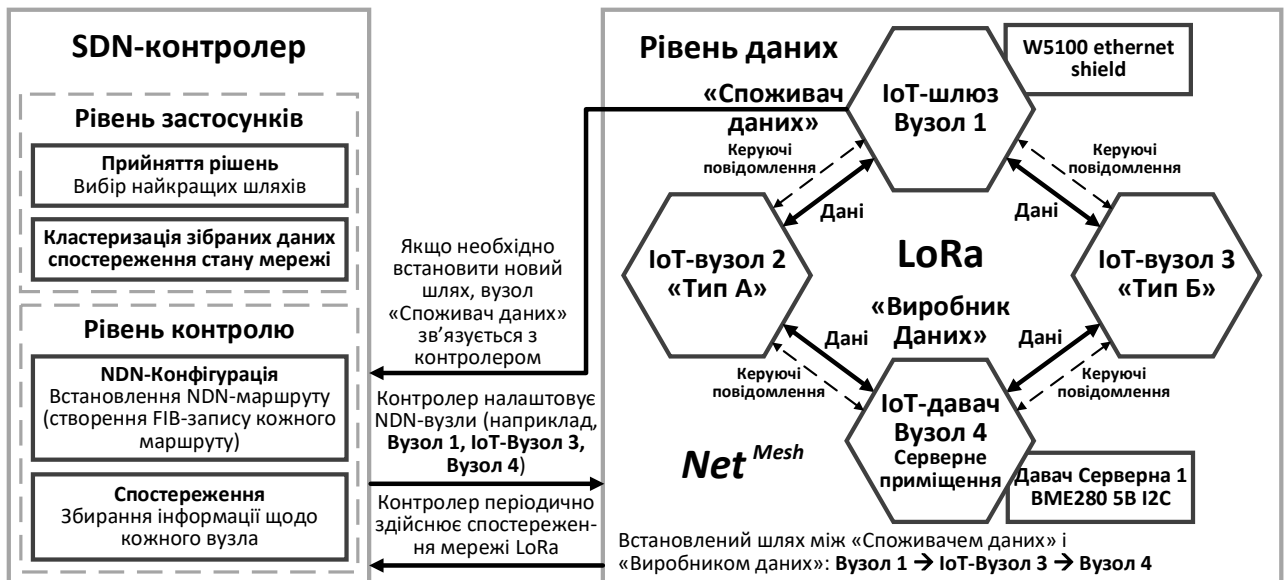 SDN-контролер
Рівень застосунків
Прийняття рішень
Вибір найкращих шляхів
Кластеризація зібраних даних
спостереження стану мережі
Рівень контролю
NDN-Конфігурація
Встановлення NDN-маршруту
(створення FIB-запису кожного
маршруту)
Спостереження
Збирання інформації щодо
кожного вузла
Якщо необхідно
встановити новий
шлях, вузол
«Споживач даних»
зв’язується з
контролером
Контролер налаштовує
NDN-вузли (наприклад,
Вузол 1, IoT-Вузол 3,
Вузол 4)
Контролер періодично
здійснює спостережен-
ня мережі LoRa
Рівень даних
«Споживач
даних»
IoT-шлюз
Вузол 1
W5100 ethernet
shield
Керуючі
повідомлення
Дані
Керуючі
повідомлення
Дані
IoT-вузол 2
«Тип А»
LoRa
IoT-вузол 3
«Тип Б»
«Виробник
Даних»
Дані
Керуючі
повідомлення
Дані
Керуючі
повідомлення
IoT-давач
Вузол 4
Серверне
приміщення
Net Mesh
Давач Серверна 1
BME280 5В I2C
Встановлений шлях між «Споживачем даних» і
«Виробником даних»: Вузол 1 → IoT-Вузол 3 → Вузол 4